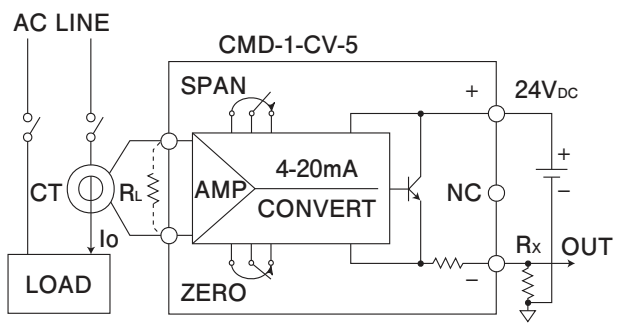 AC LINE
CMD-1-CV-5
SPAN
+
24VDC
CT
RL
AMP
4-20mA
CONVERT
NC
+
−
Io
LOAD
ZERO
−
Rx
OUT